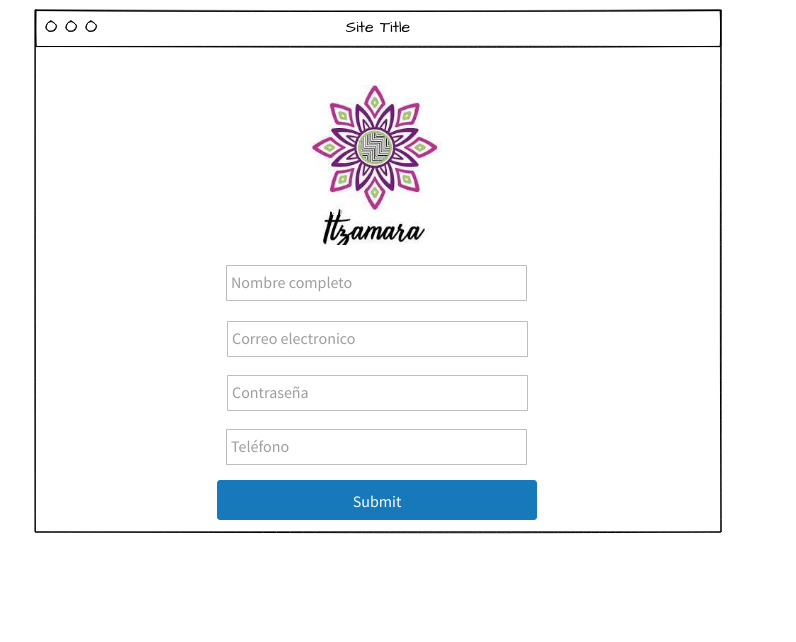 Site Title
Itzamara
Nombre completo
Correo electronico
Contraseña
Teléfono
Submit